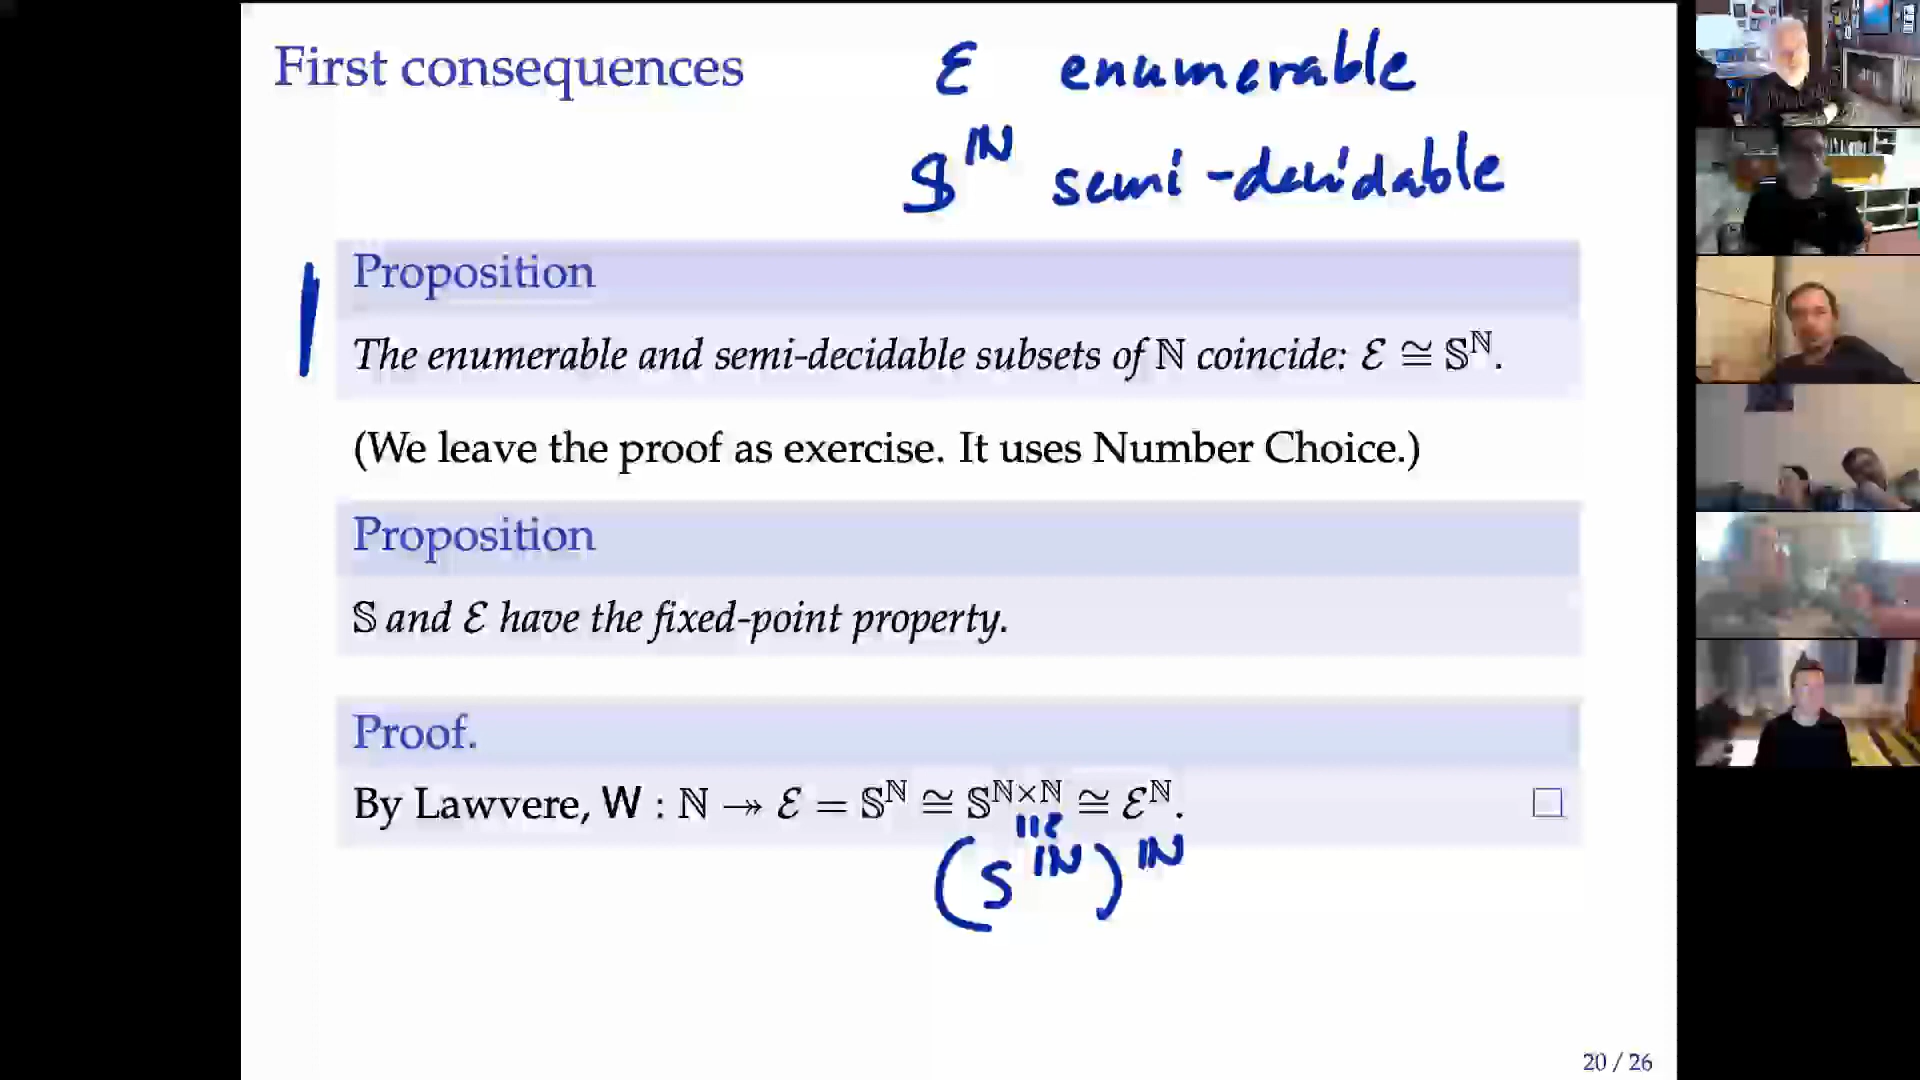 First consequences
ℰ enumerable
𝕊^ℕ semi-decidable
Proposition
The enumerable and semi-decidable subsets of ℕ coincide: ℰ ≅ 𝕊^ℕ.
(We leave the proof as exercise. It uses Number Choice.)
Proposition
𝕊 and ℰ have the fixed-point property.
Proof.
By Lawvere, W : ℕ ↠ ℰ = 𝕊^ℕ ≅ 𝕊^{ℕ×ℕ} ≅ ℰ^ℕ. □
≅
(S^ℕ)^ℕ
20 / 26